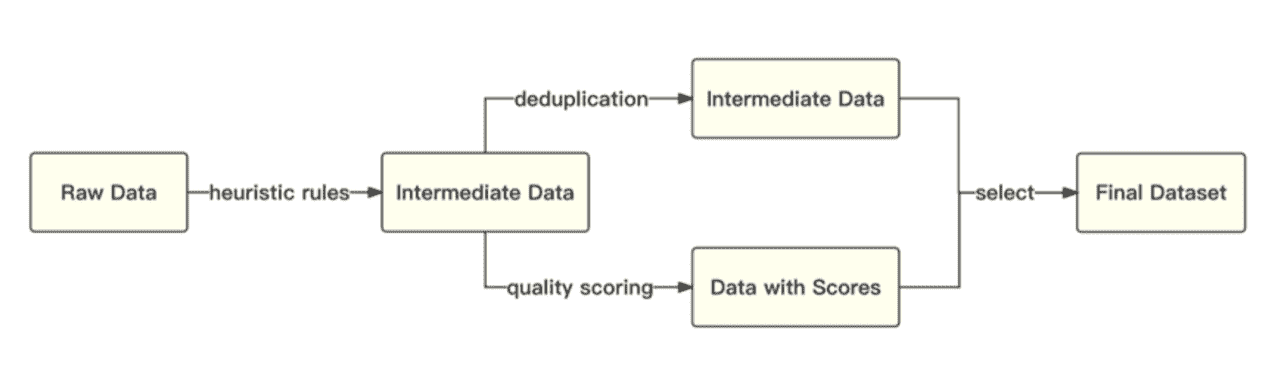 Raw Data
heuristic rules
Intermediate Data
deduplication
Intermediate Data
quality scoring
Data with Scores
select
Final Dataset